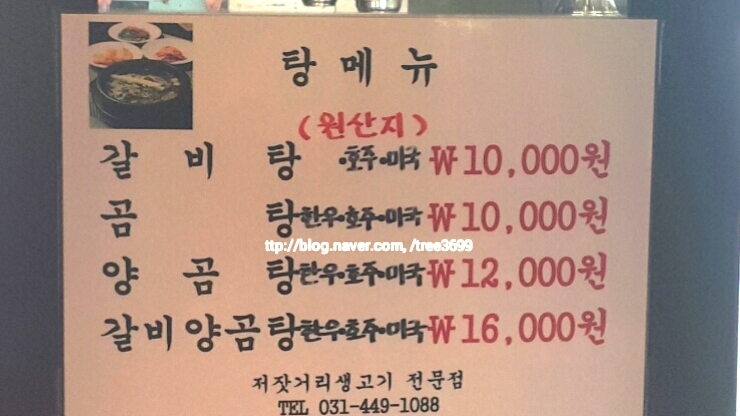 탕 메 뉴
(원산지)
갈 비 탕 호주·미국 ₩10,000원
곰 탕 한우·호주·미국 ₩10,000원
ttp://blog.naver.com, /tree3699
양 곰 탕 한우·호주·미국 ₩12,000원
갈비양곰탕 한우·호주·미국 ₩16,000원
저잣거리생고기 전문점
TEL 031-449-1088